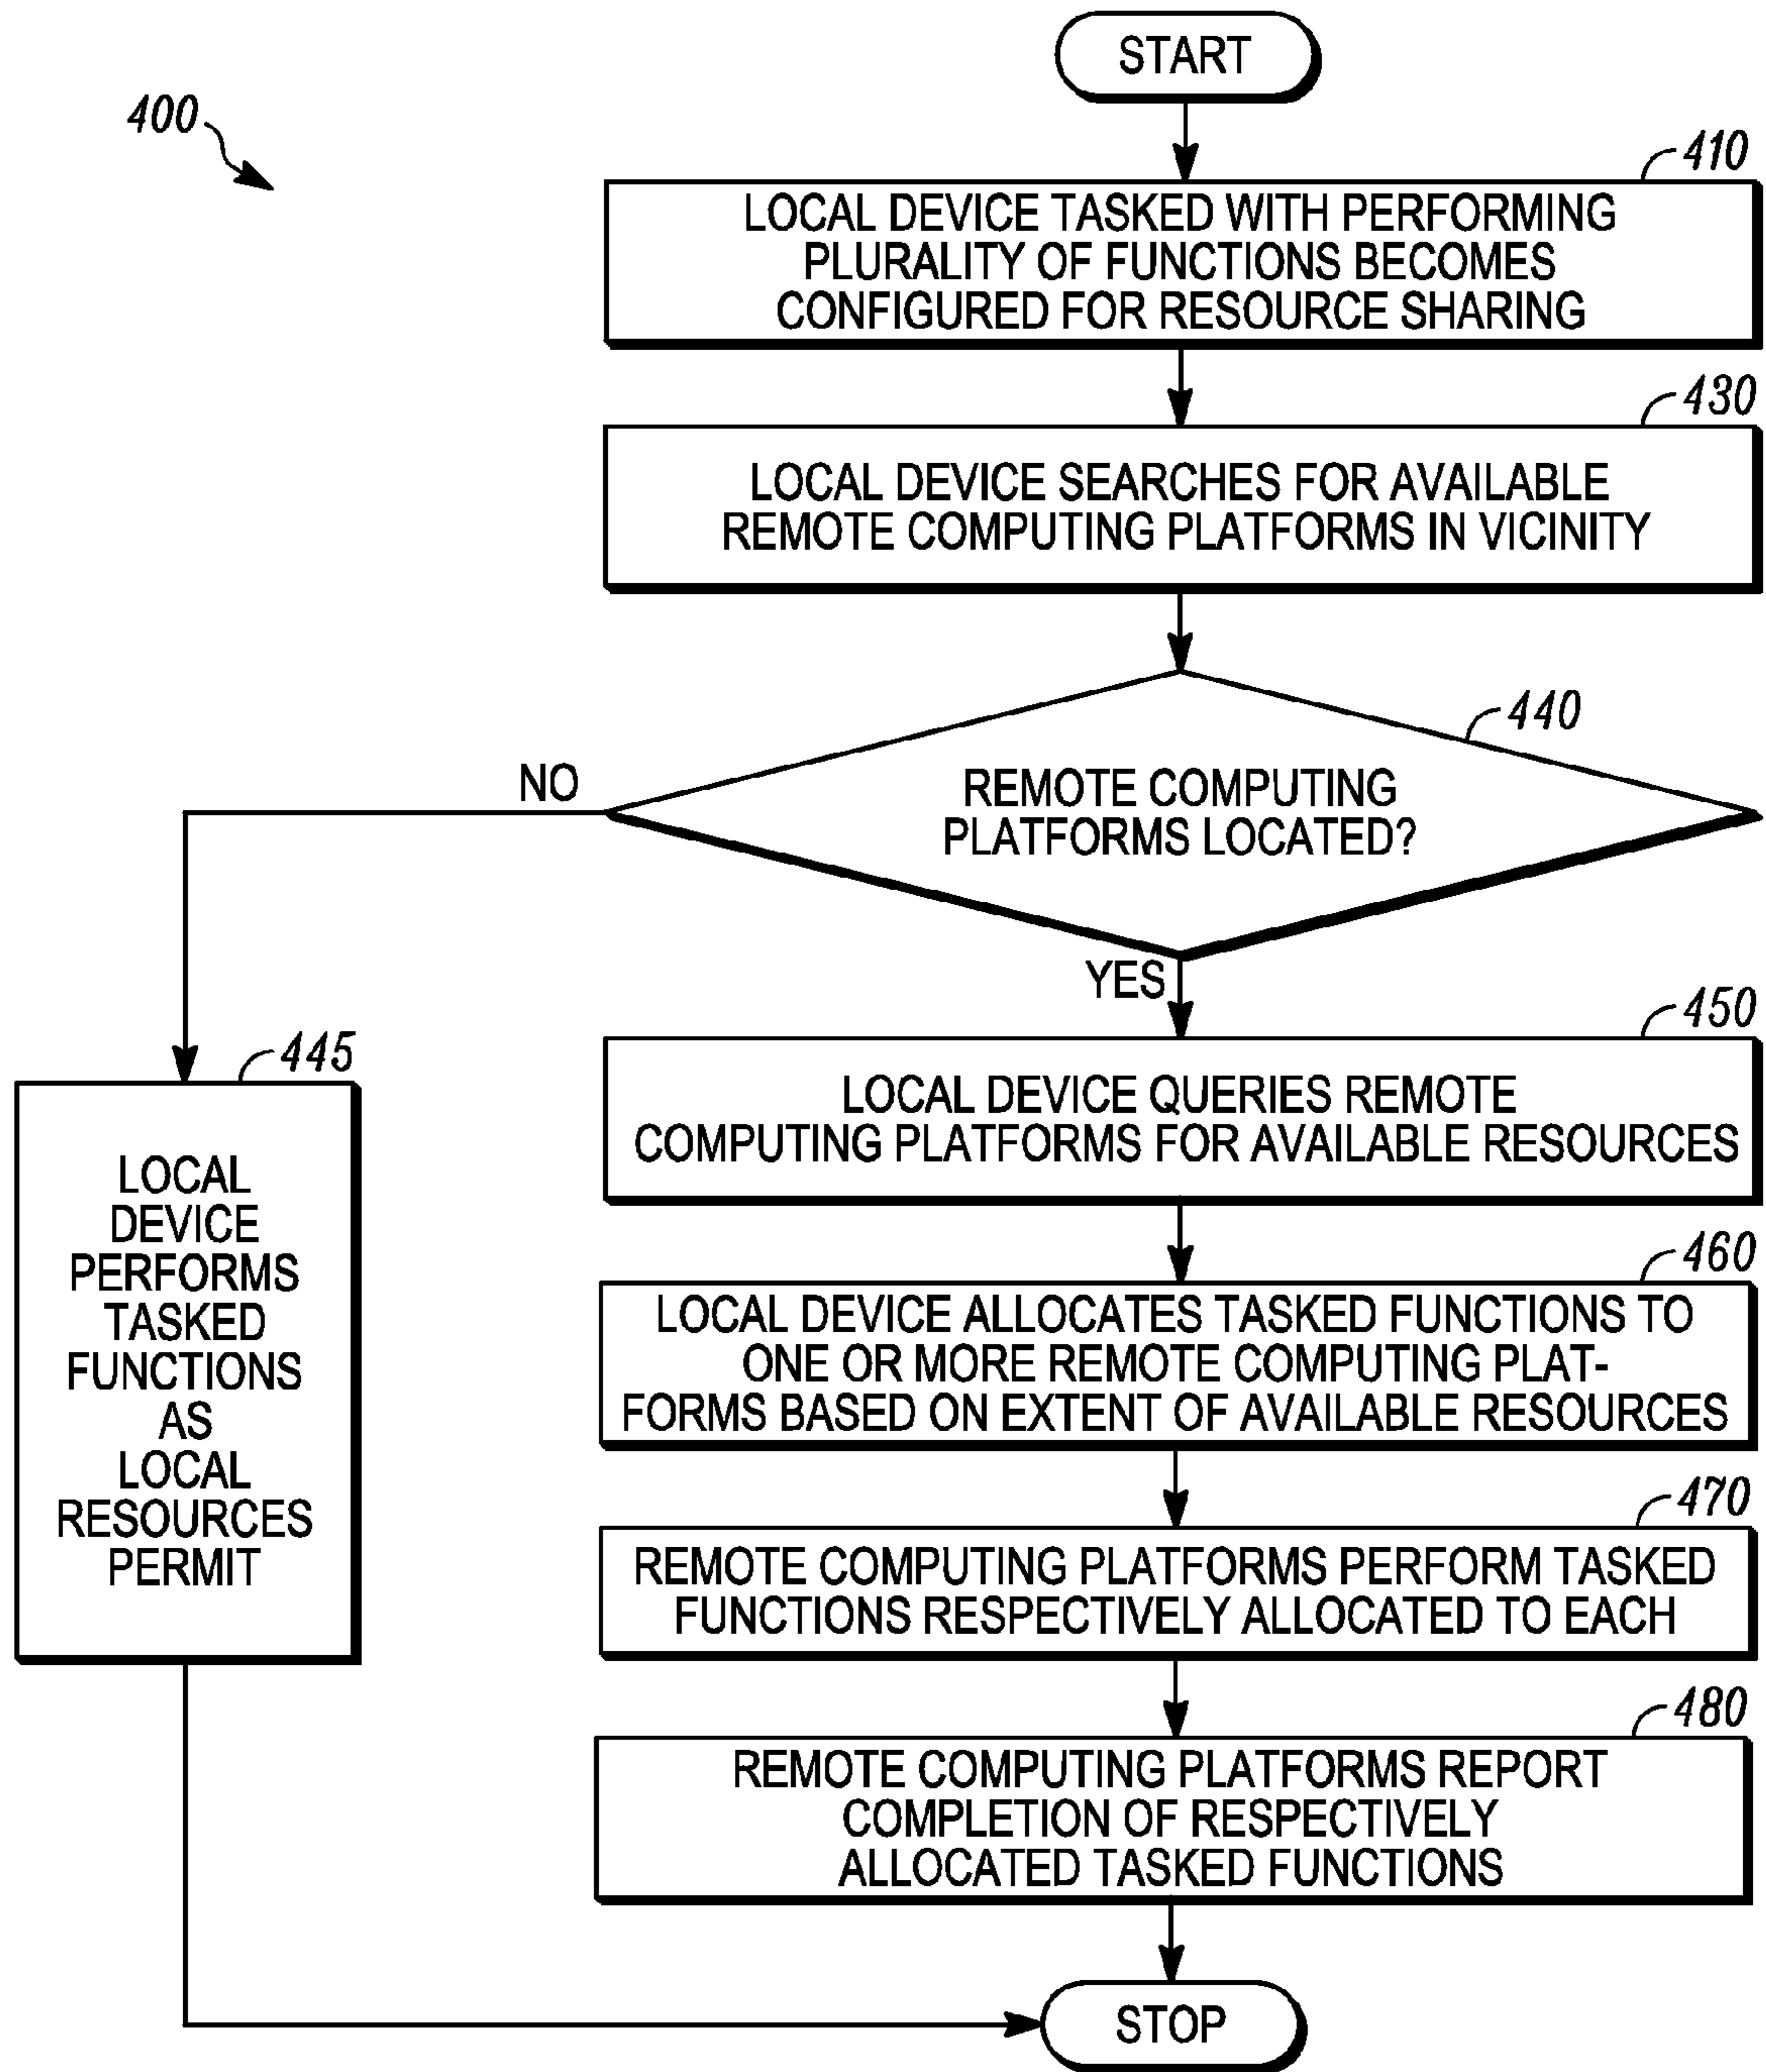 START
400
410
LOCAL DEVICE TASKED WITH PERFORMING
PLURALITY OF FUNCTIONS BECOMES
CONFIGURED FOR RESOURCE SHARING
430
LOCAL DEVICE SEARCHES FOR AVAILABLE
REMOTE COMPUTING PLATFORMS IN VICINITY
440
REMOTE COMPUTING
PLATFORMS LOCATED?
NO
YES
445
LOCAL
DEVICE
PERFORMS
TASKED
FUNCTIONS
AS
LOCAL
RESOURCES
PERMIT
450
LOCAL DEVICE QUERIES REMOTE
COMPUTING PLATFORMS FOR AVAILABLE RESOURCES
460
LOCAL DEVICE ALLOCATES TASKED FUNCTIONS TO
ONE OR MORE REMOTE COMPUTING PLAT-
FORMS BASED ON EXTENT OF AVAILABLE RESOURCES
470
REMOTE COMPUTING PLATFORMS PERFORM TASKED
FUNCTIONS RESPECTIVELY ALLOCATED TO EACH
480
REMOTE COMPUTING PLATFORMS REPORT
COMPLETION OF RESPECTIVELY
ALLOCATED TASKED FUNCTIONS
STOP